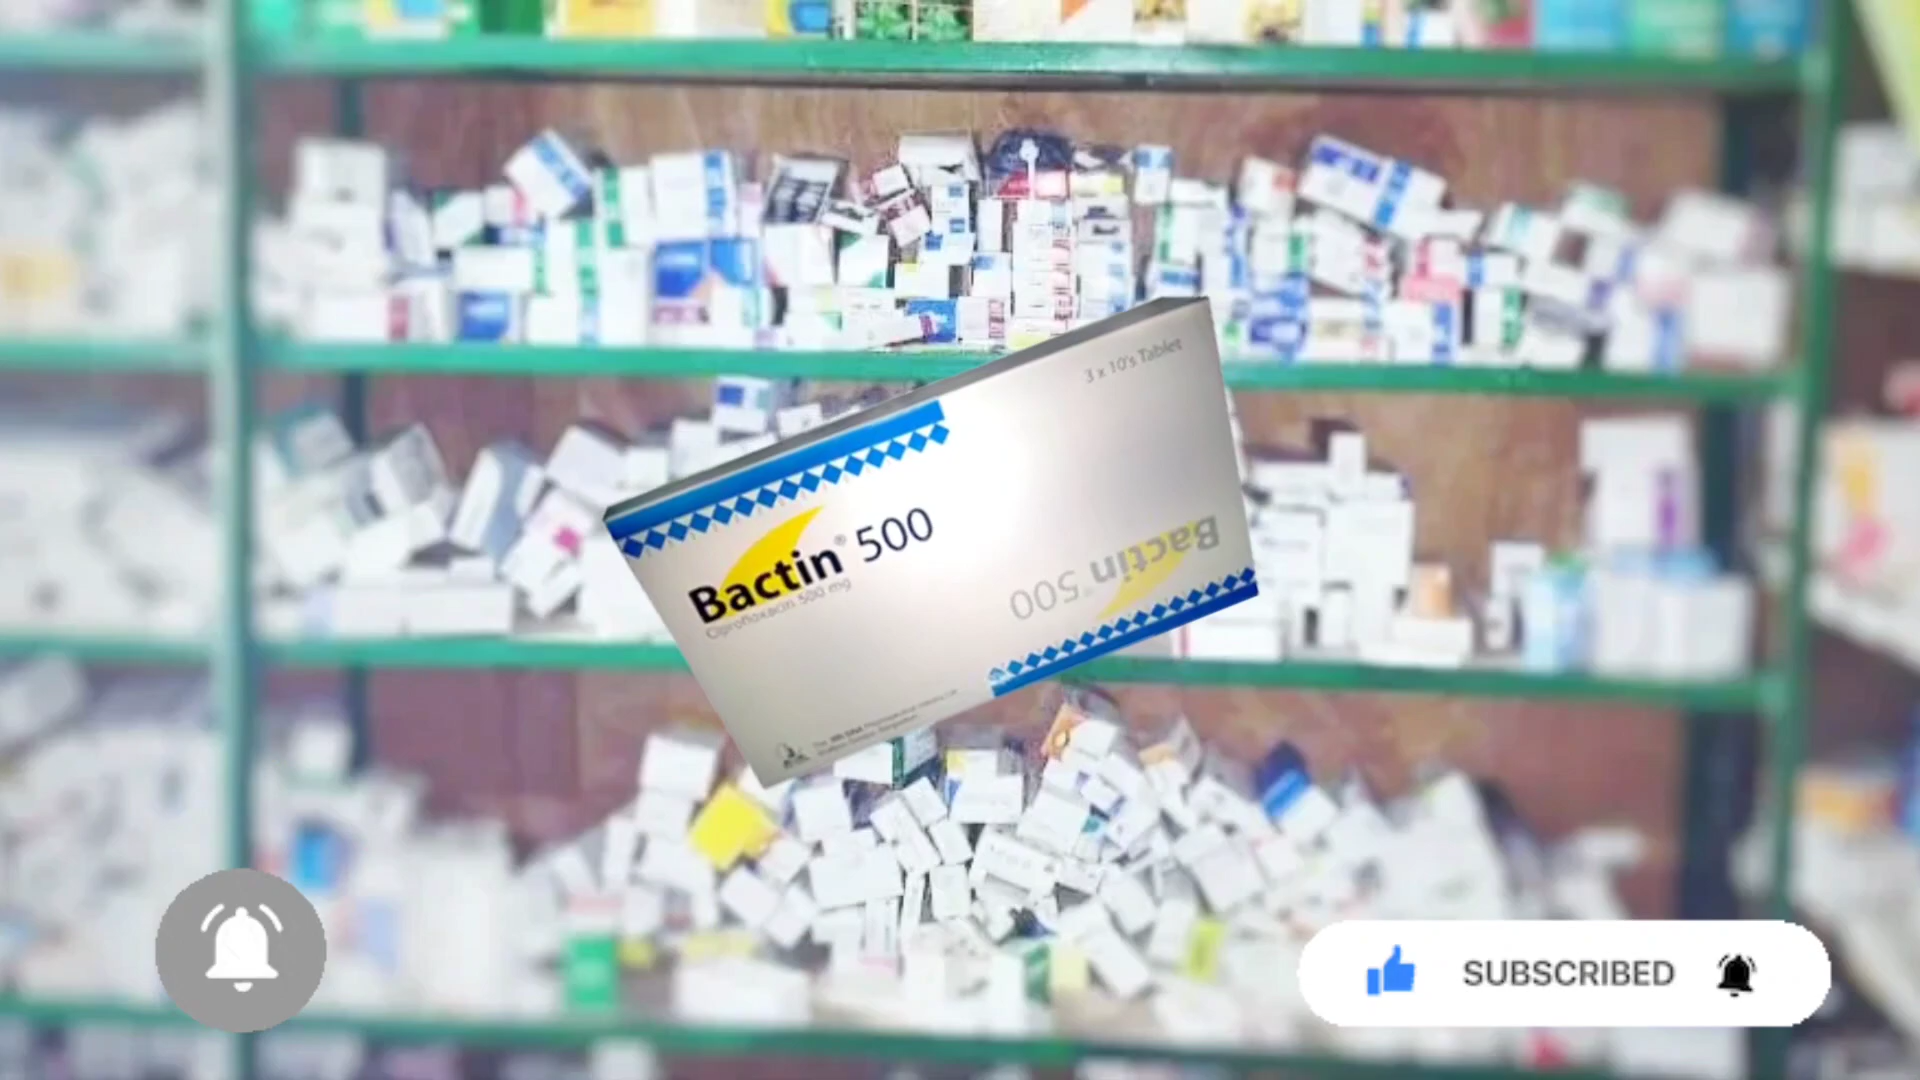 3 x 10's Tablet
Bactin® 500
Ciprofloxacin 500 mg
Bactin® 500
SUBSCRIBED